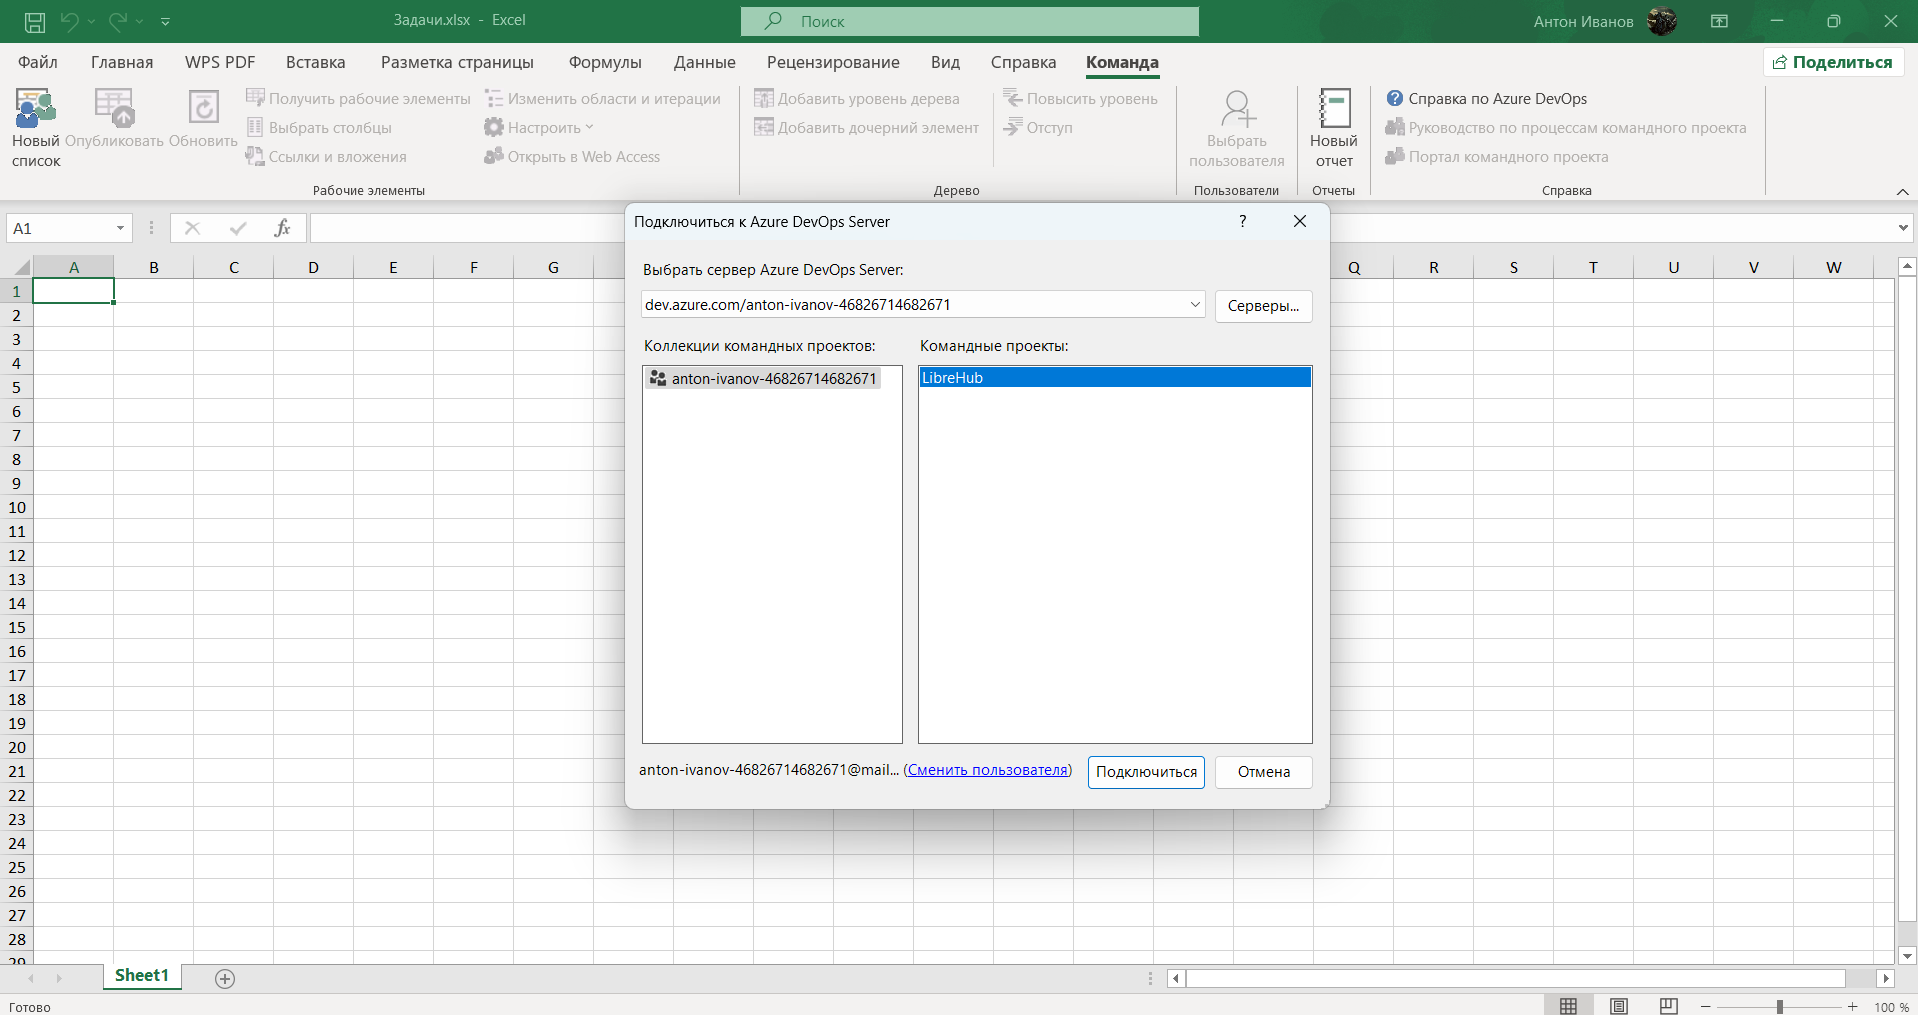 Задачи.xlsx - Excel
Поиск
Антон Иванов
Файл Главная WPS PDF Вставка Разметка страницы Формулы Данные Рецензирование Вид Справка Команда
Поделиться
Новый список
Опубликовать
Обновить
Получить рабочие элементы
Выбрать столбцы
Ссылки и вложения
Изменить области и итерации
Настроить
Открыть в Web Access
Рабочие элементы
Добавить уровень дерева
Добавить дочерний элемент
Повысить уровень
Отступ
Дерево
Выбрать пользователя
Пользователи
Новый отчет
Отчеты
Справка по Azure DevOps
Руководство по процессам командного проекта
Портал командного проекта
Справка
A1
fx
A B C D E F G Q R S T U V W
1
2
3
4
5
6
7
8
9
10
11
12
13
14
15
16
17
18
19
20
21
22
23
24
25
26
27
28
29
Подключиться к Azure DevOps Server
?
Выбрать сервер Azure DevOps Server:
dev.azure.com/anton-ivanov-46826714682671
Серверы...
Коллекции командных проектов:
Командные проекты:
anton-ivanov-46826714682671
LibreHub
anton-ivanov-46826714682671@mail... (Сменить пользователя)
Подключиться
Отмена
Sheet1
Готово
100 %